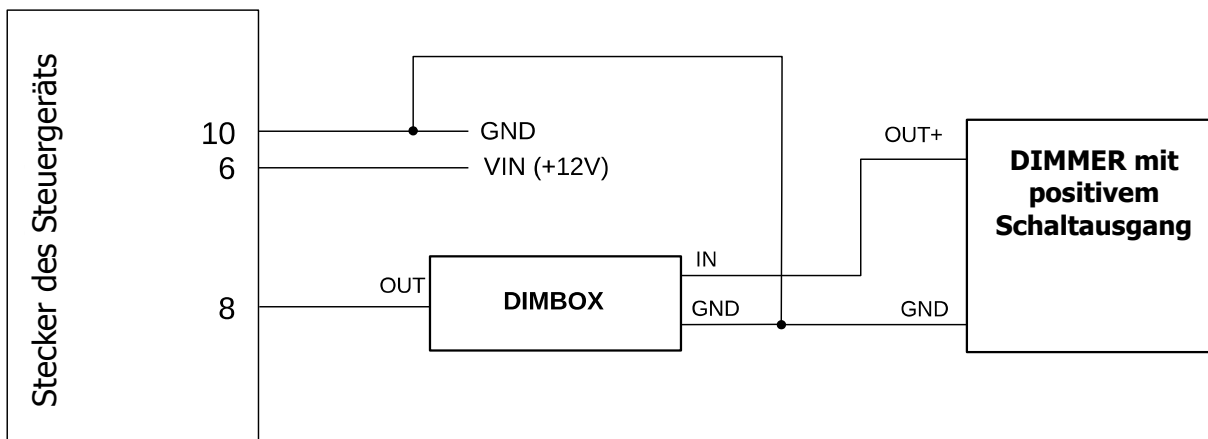 Stecker des Steuergeräts
10
GND
6
VIN (+12V)
8
OUT
DIMBOX
IN
GND
OUT+
GND
DIMMER mit
positivem
Schaltausgang